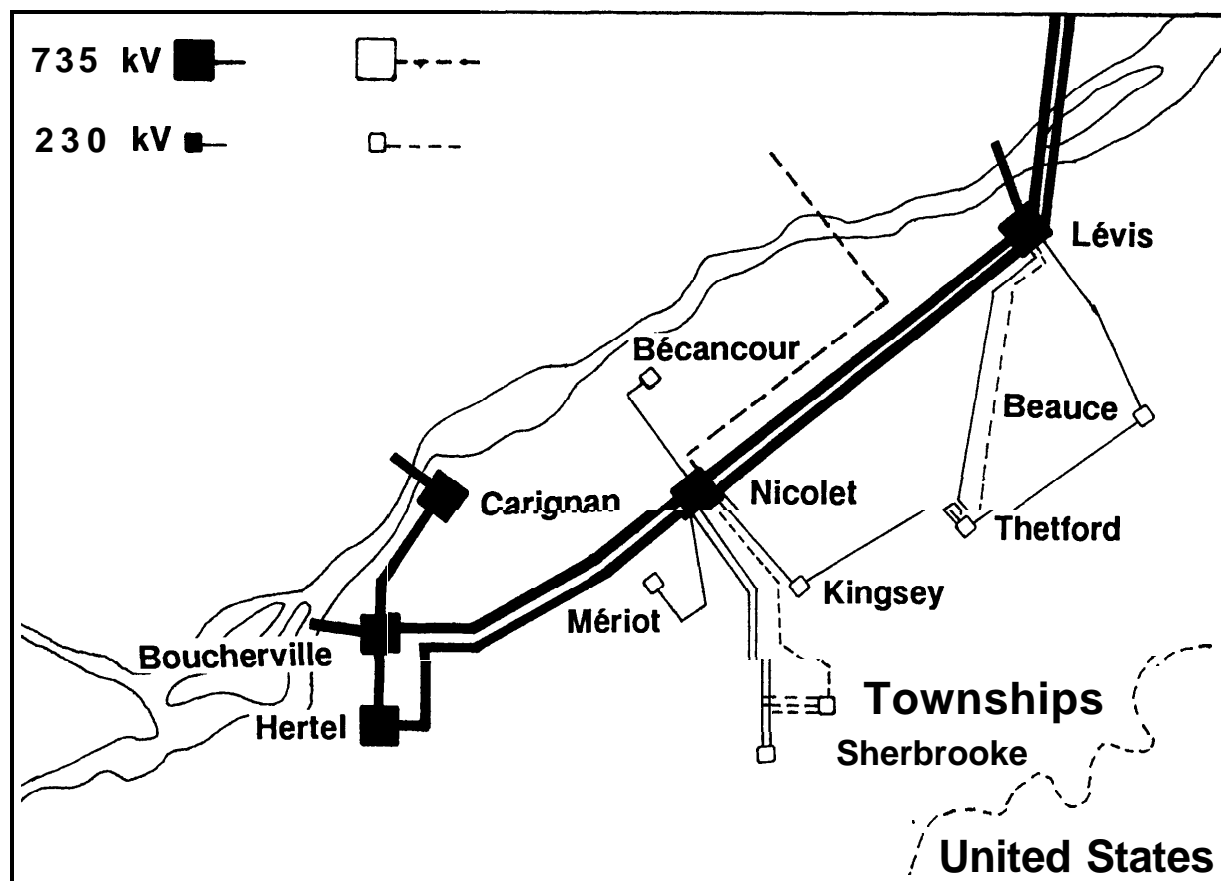 735 kV
230 kV
Lévis
Bécancour
Beauce
Carignan
Nicolet
Thetford
Kingsey
Mériot
Boucherville
Townships
Hertel
Sherbrooke
United States